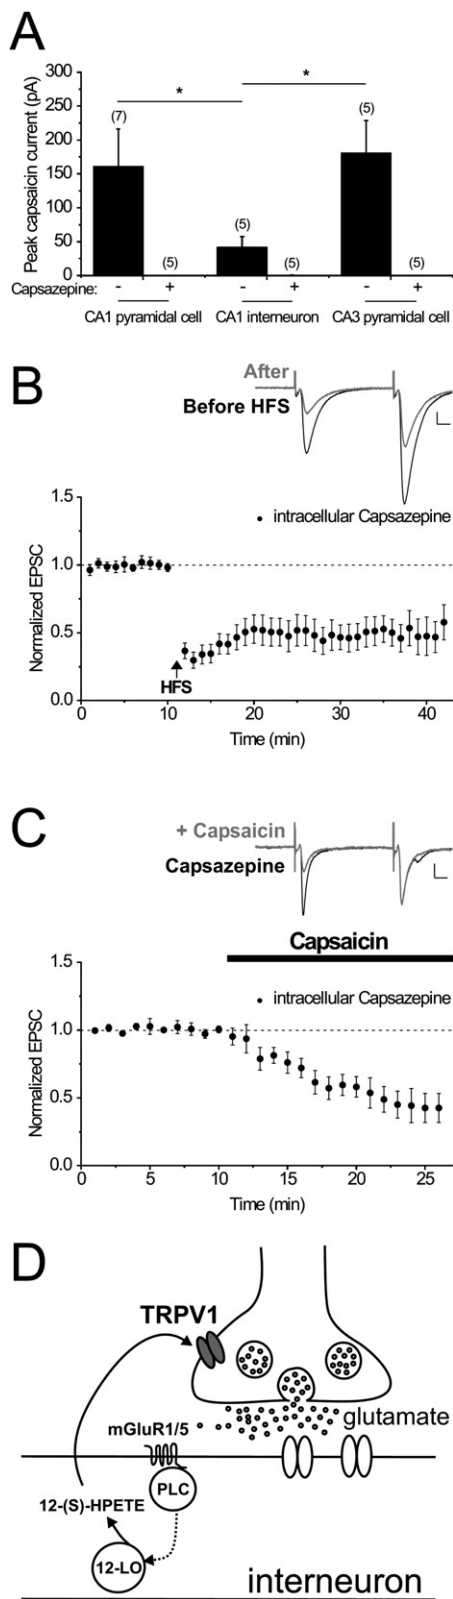 A
Peak capsaicin current (pA)
300
250
200
150
100
50
0
(7)
*
(5)
(5)
*
(5)
(5)
(5)
Capsazepine: - + - + - +
CA1 pyramidal cell CA1 interneuron CA3 pyramidal cell
B
After
Before HFS
Normalized EPSC
1.5
1.0
0.5
0.0
intracellular Capsazepine
HFS
0 10 20 30 40
Time (min)
C
+ Capsaicin
Capsazepine
Capsaicin
Normalized EPSC
1.5
1.0
0.5
0.0
intracellular Capsazepine
0 5 10 15 20 25
Time (min)
D
TRPV1
glutamate
mGluR1/5
PLC
12-(S)-HPETE
12-LO
interneuron